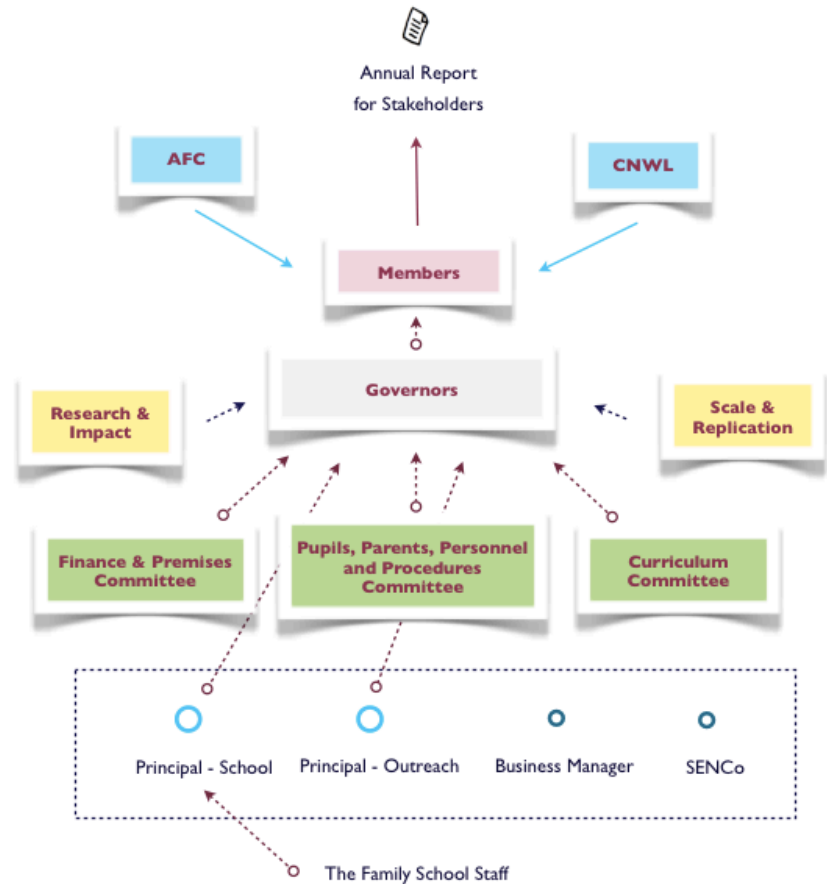 Annual Report
for Stakeholders
AFC
CNWL
Members
Governors
Research &
Impact
Scale &
Replication
Finance & Premises
Committee
Pupils, Parents, Personnel
and Procedures
Committee
Curriculum
Committee
Principal - School
Principal - Outreach
Business Manager
SENCo
The Family School Staff